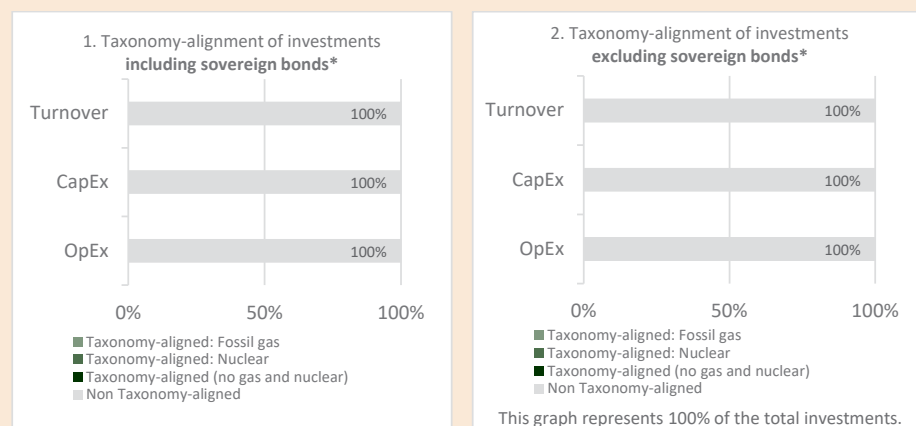 1. Taxonomy-alignment of investments
including sovereign bonds*
Turnover
100%
CapEx
100%
OpEx
100%
0%
50%
100%
Taxonomy-aligned: Fossil gas
Taxonomy-aligned: Nuclear
Taxonomy-aligned (no gas and nuclear)
Non Taxonomy-aligned
2. Taxonomy-alignment of investments
excluding sovereign bonds*
Turnover
100%
CapEx
100%
OpEx
100%
0%
50%
100%
Taxonomy-aligned: Fossil gas
Taxonomy-aligned: Nuclear
Taxonomy-aligned (no gas and nuclear)
Non Taxonomy-aligned
This graph represents 100% of the total investments.